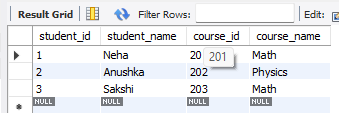 Result Grid Filter Rows: Edit:
student_id student_name course_id course_name
1 Neha 201 Math
2 Anushka 202 Physics
3 Sakshi 203 Math
NULL NULL NULL NULL